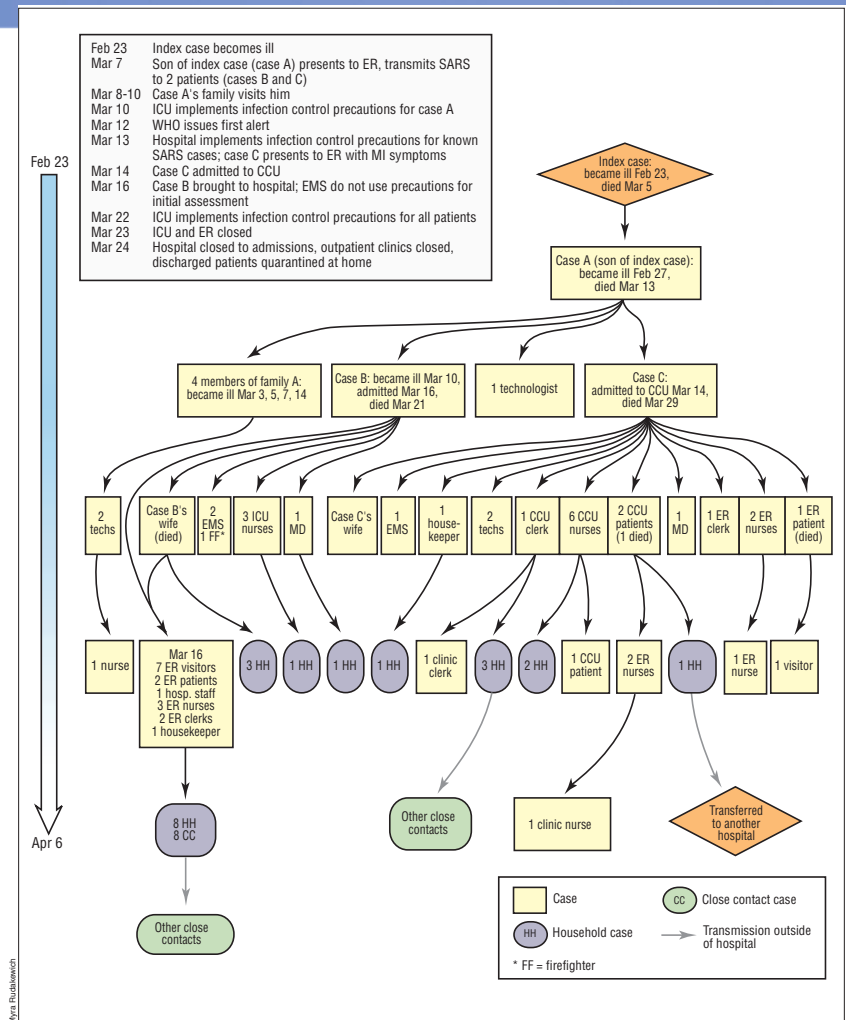 Feb 23 Index case becomes ill
Mar 7 Son of index case (case A) presents to ER, transmits SARS
to 2 patients (cases B and C)
Mar 8-10 Case A's family visits him
Mar 10 ICU implements infection control precautions for case A
Mar 12 WHO issues first alert
Mar 13 Hospital implements infection control precautions for known
SARS cases; case C presents to ER with MI symptoms
Mar 14 Case C admitted to CCU
Mar 16 Case B brought to hospital; EMS do not use precautions for
initial assessment
Mar 22 ICU implements infection control precautions for all patients
Mar 23 ICU and ER closed
Mar 24 Hospital closed to admissions, outpatient clinics closed,
discharged patients quarantined at home
Feb 23
Index case:
became ill Feb 23,
died Mar 5
Case A (son of index case):
became ill Feb 27,
died Mar 13
4 members of family A:
became ill Mar 3, 5, 7, 14
Case B: became ill Mar 10,
admitted Mar 16,
died Mar 21
1 technologist
Case C:
admitted to CCU Mar 14,
died Mar 29
2
techs
Case B's
wife
(died)
2
EMS
1 FF*
3 ICU
nurses
1
MD
Case C's
wife
1
EMS
1
house-
keeper
2
techs
1 CCU
clerk
6 CCU
nurses
2 CCU
patients
(1 died)
1
MD
1 ER
clerk
2 ER
nurses
1 ER
patient
(died)
1 nurse
Mar 16
7 ER visitors
2 ER patients
1 hosp. staff
3 ER nurses
2 ER clerks
1 housekeeper
3 HH
1 HH
1 HH
1 HH
1 clinic
clerk
3 HH
2 HH
1 CCU
patient
2 ER
nurses
1 HH
1 ER
nurse
1 visitor
8 HH
8 CC
Other close
contacts
1 clinic nurse
Transferred
to another
hospital
Apr 6
Other close
contacts
Case
CC Close contact case
HH Household case
Transmission outside
of hospital
* FF = firefighter
Myra Rudakewich